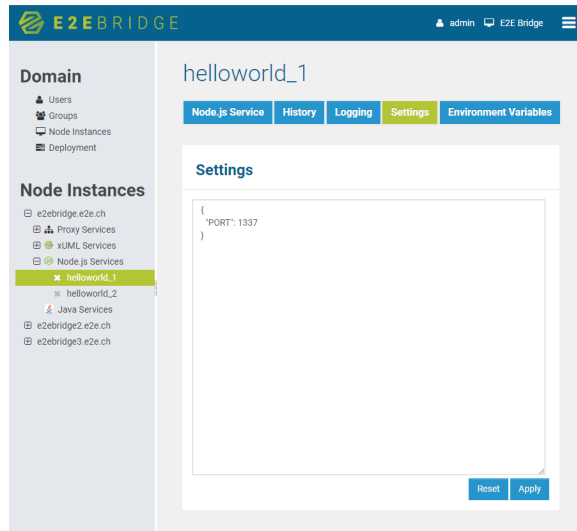 E2EBRIDGE
admin E2E Bridge
Domain
Users
Groups
Node Instances
Deployment
Node Instances
e2ebridge.e2e.ch
Proxy Services
xUML Services
Node.js Services
helloworld_1
helloworld_2
Java Services
e2ebridge2.e2e.ch
e2ebridge3.e2e.ch
helloworld_1
Node.js Service History Logging Settings Environment Variables
Settings
{
"PORT": 1337
}
Reset Apply